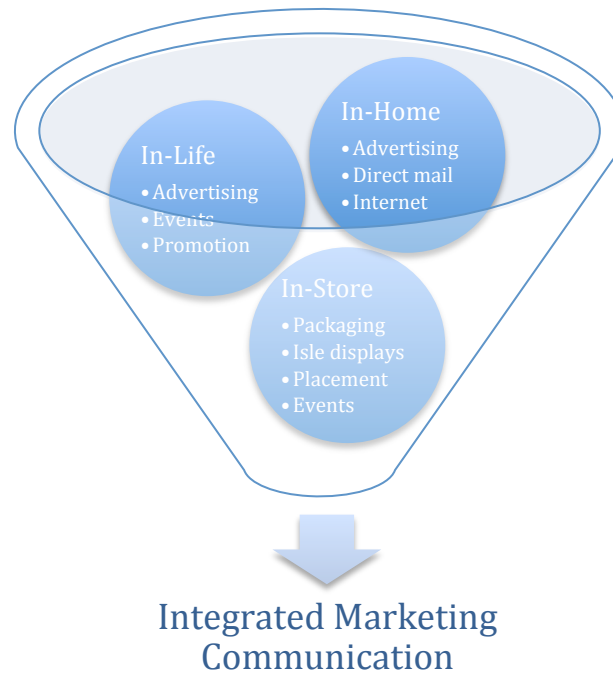 In-Home
• Advertising
• Direct mail
• Internet
In-Life
• Advertising
• Events
• Promotion
In-Store
• Packaging
• Isle displays
• Placement
• Events
Integrated Marketing
Communication